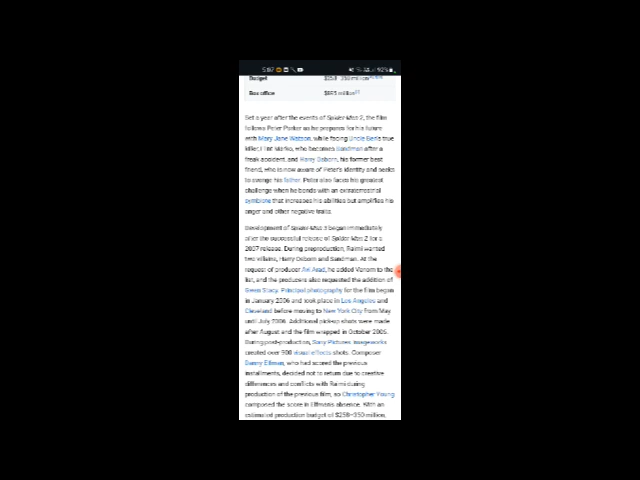 Budget $258–350 million
Box office $895 million
Set a year after the events of Spider-Man 2, the film
follows Peter Parker as he prepares for his future
with Mary Jane Watson, while facing Uncle Ben's true
killer, Flint Marko, who becomes Sandman after a
freak accident, and Harry Osborn, his former best
friend, who is now aware of Peter's identity and seeks
to avenge his father. Peter also faces his greatest
challenge when he bonds with an extraterrestrial
symbiote that increases his abilities but amplifies his
anger and other negative traits.
Development of Spider-Man 3 began immediately
after the successful release of Spider-Man 2 for a
2007 release. During preproduction, Raimi wanted
two villains, Harry Osborn and Sandman. At the
request of producer Avi Arad, he added Venom to the
list, and the producers also requested the addition of
Gwen Stacy. Principal photography for the film began
in January 2006 and took place in Los Angeles and
Cleveland before moving to New York City from May
until July 2006. Additional pick-up shots were made
after August and the film wrapped in October 2006.
During post-production, Sony Pictures Imageworks
created over 900 visual effects shots. Composer
Danny Elfman, who had scored the previous
installments, decided not to return due to creative
differences and conflicts with Raimi during
production of the previous film, so Christopher Young
composed the score in Elfman's absence. With an
estimated production budget of $258–350 million,